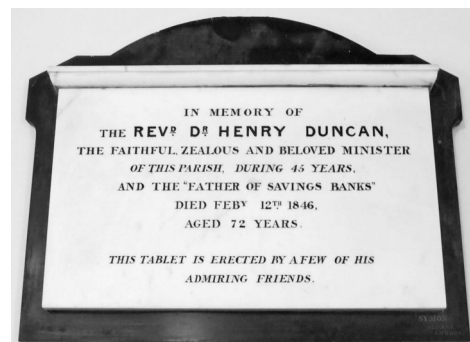 IN MEMORY OF
THE REVD DR HENRY DUNCAN,
THE FAITHFUL, ZEALOUS AND BELOVED MINISTER
OF THIS PARISH, DURING 45 YEARS,
AND THE "FATHER OF SAVINGS BANKS"
DIED FEBY 12TH 1846,
AGED 72 YEARS.
THIS TABLET IS ERECTED BY A FEW OF HIS
ADMIRING FRIENDS.